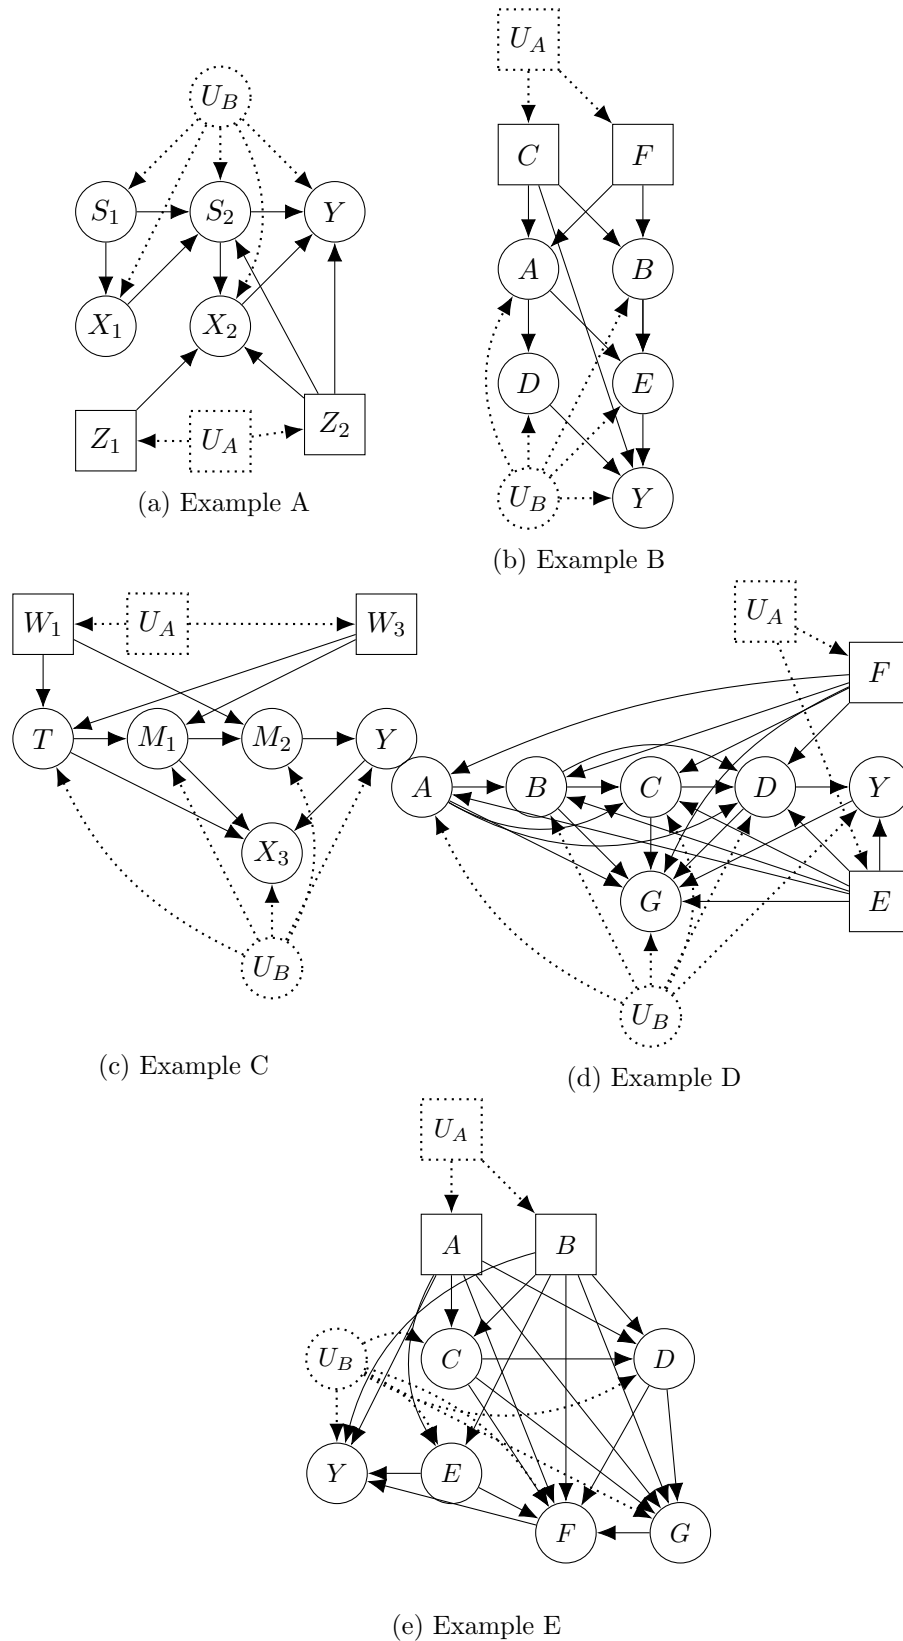 U_B
S_1 S_2 Y
X_1 X_2
Z_1 U_A Z_2
(a) Example A
U_A
C F
A B
D E
U_B Y
(b) Example B
W_1 U_A W_3
T M_1 M_2 Y
X_3
U_B
(c) Example C
U_A
F
A B C D Y
G E
U_B
(d) Example D
U_A
A B
U_B C D
Y E
F G
(e) Example E